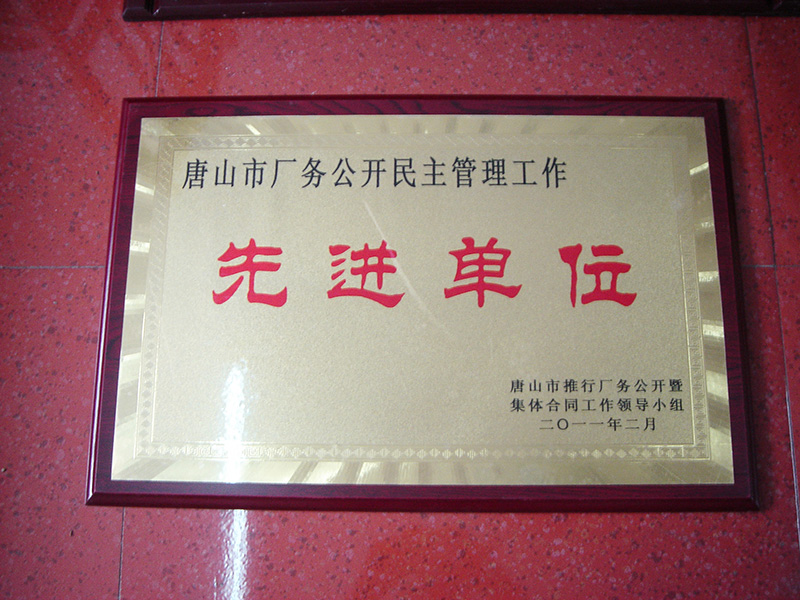 唐山市厂务公开民主管理工作
先进单位
唐山市推行厂务公开暨
集体合同工作领导小组
二〇一一年二月